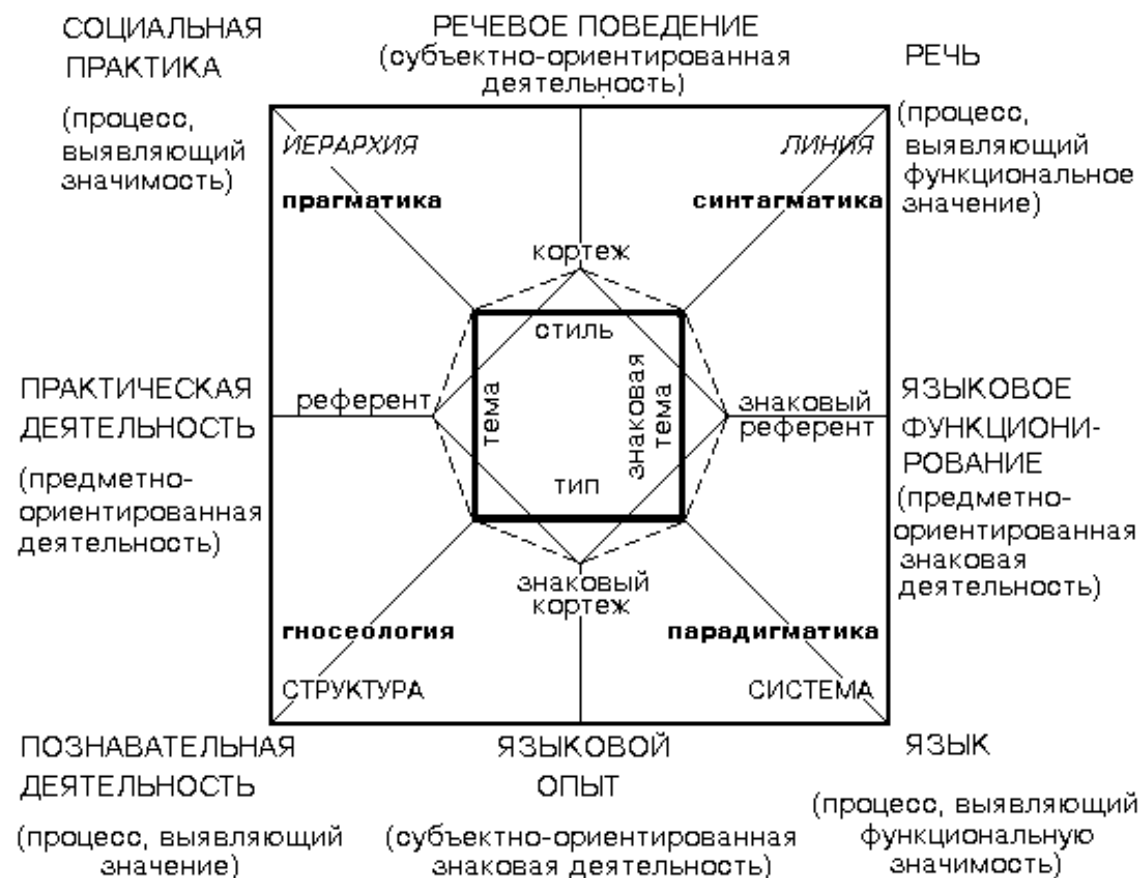 СОЦИАЛЬНАЯ
ПРАКТИКА
(процесс,
выявляющий
значимость)
РЕЧЕВОЕ ПОВЕДЕНИЕ
(субъектно-ориентированная
деятельность)
РЕЧЬ
(процесс,
выявляющий
функциональное
значение)
ИЕРАРХИЯ
ЛИНИЯ
прагматика
синтагматика
кортеж
стиль
ПРАКТИЧЕСКАЯ
ДЕЯТЕЛЬНОСТЬ
(предметно-
ориентированная
деятельность)
референт
тема
знаковая
тема
знаковый
референт
ЯЗЫКОВОЕ
ФУНКЦИОНИ-
РОВАНИЕ
(предметно-
ориентированная
знаковая
деятельность)
тип
знаковый
кортеж
гносеология
парадигматика
СТРУКТУРА
СИСТЕМА
ПОЗНАВАТЕЛЬНАЯ
ДЕЯТЕЛЬНОСТЬ
(процесс, выявляющий
значение)
ЯЗЫКОВОЙ
ОПЫТ
(субъектно-ориентированная
знаковая деятельность)
ЯЗЫК
(процесс, выявляющий
функциональную
значимость)